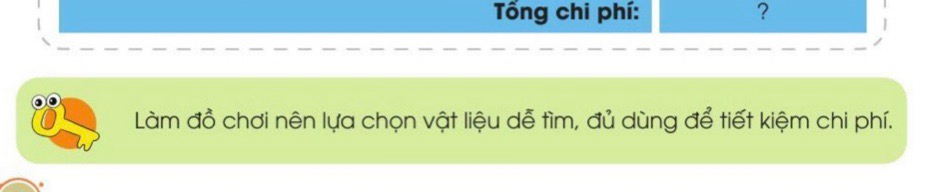 Tổng chi phí: ?
Làm đồ chơi nên lựa chọn vật liệu dễ tìm, đủ dùng để tiết kiệm chi phí.